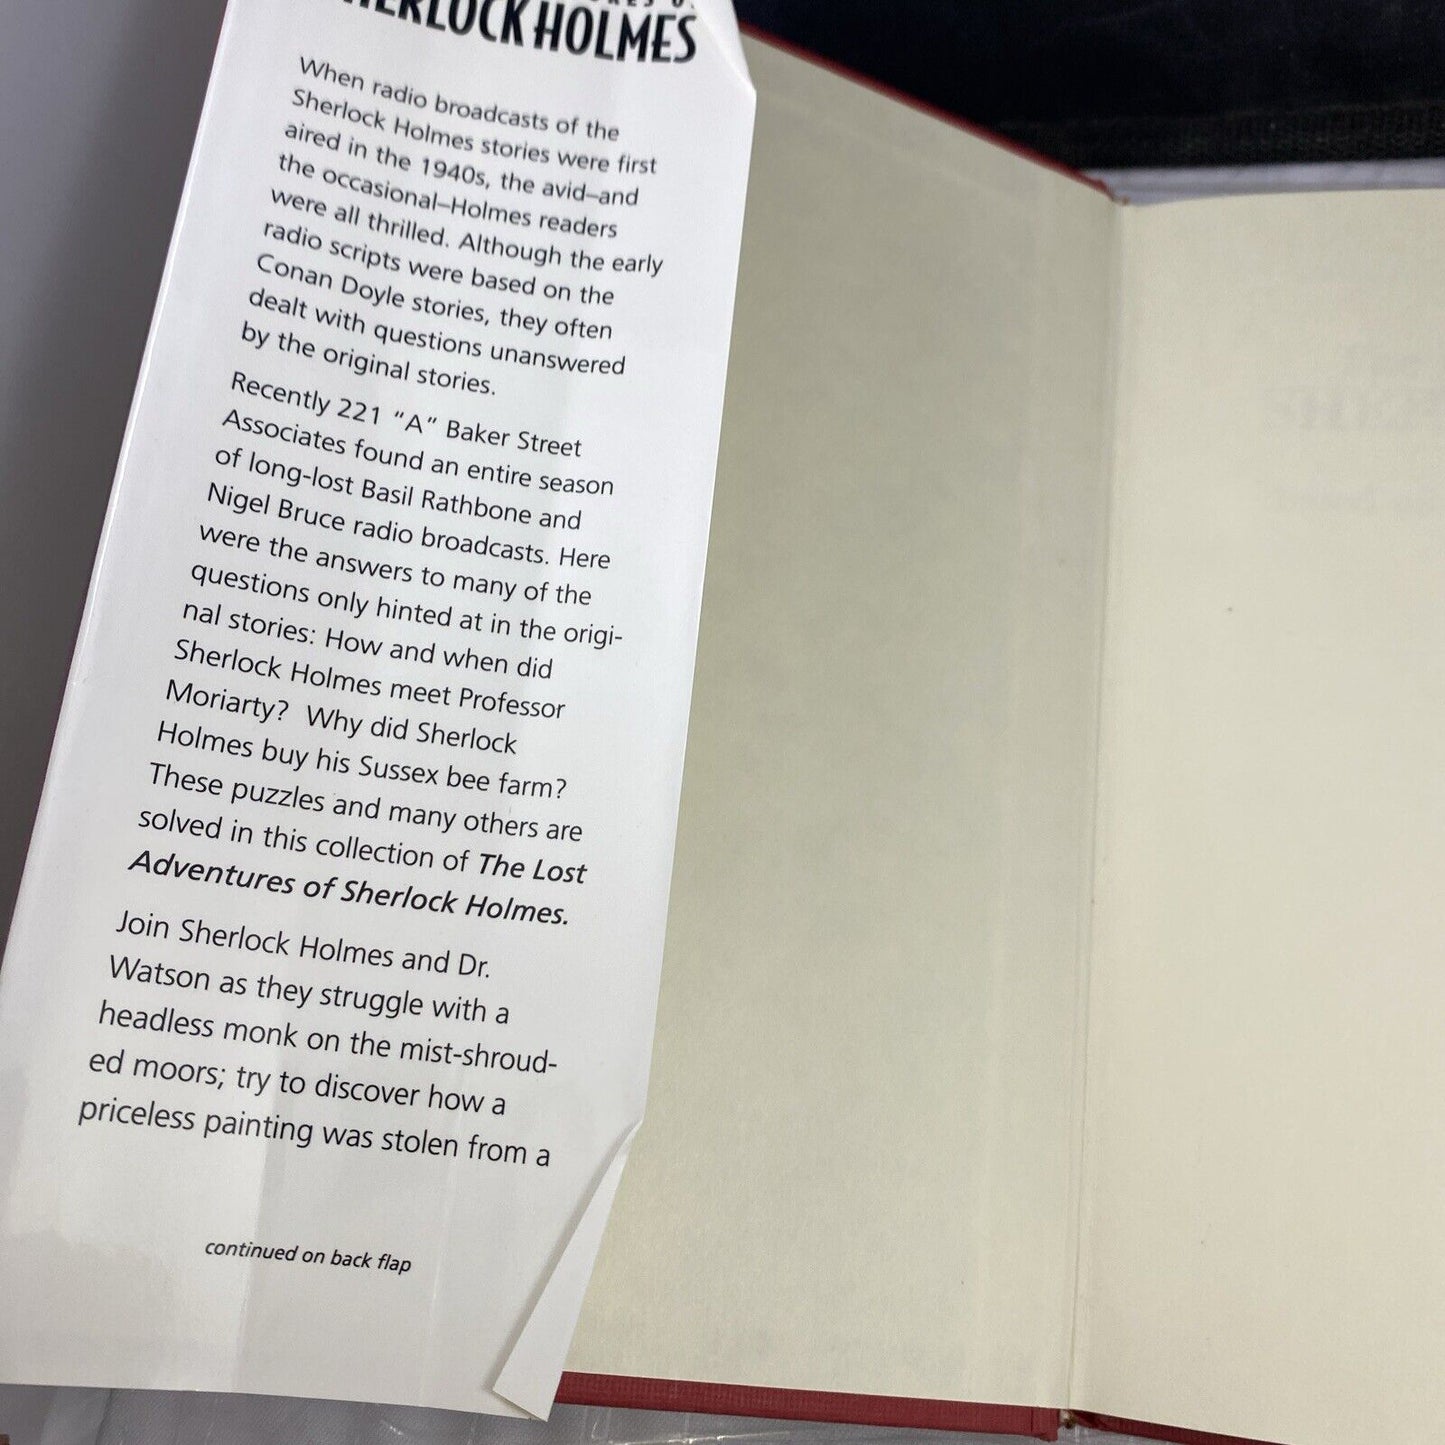 SHERLOCK HOLMES
When radio broadcasts of the
Sherlock Holmes stories were first
aired in the 1940s, the avid–and
the occasional–Holmes readers
were all thrilled. Although the early
radio scripts were based on the
Conan Doyle stories, they often
dealt with questions unanswered
by the original stories.
Recently 221 “A” Baker Street
Associates found an entire season
of long-lost Basil Rathbone and
Nigel Bruce radio broadcasts. Here
were the answers to many of the
questions only hinted at in the origi-
nal stories: How and when did
Sherlock Holmes meet Professor
Moriarty? Why did Sherlock
Holmes buy his Sussex bee farm?
These puzzles and many others are
solved in this collection of The Lost
Adventures of Sherlock Holmes.
Join Sherlock Holmes and Dr.
Watson as they struggle with a
headless monk on the mist-shroud-
ed moors; try to discover how a
priceless painting was stolen from a
continued on back flap